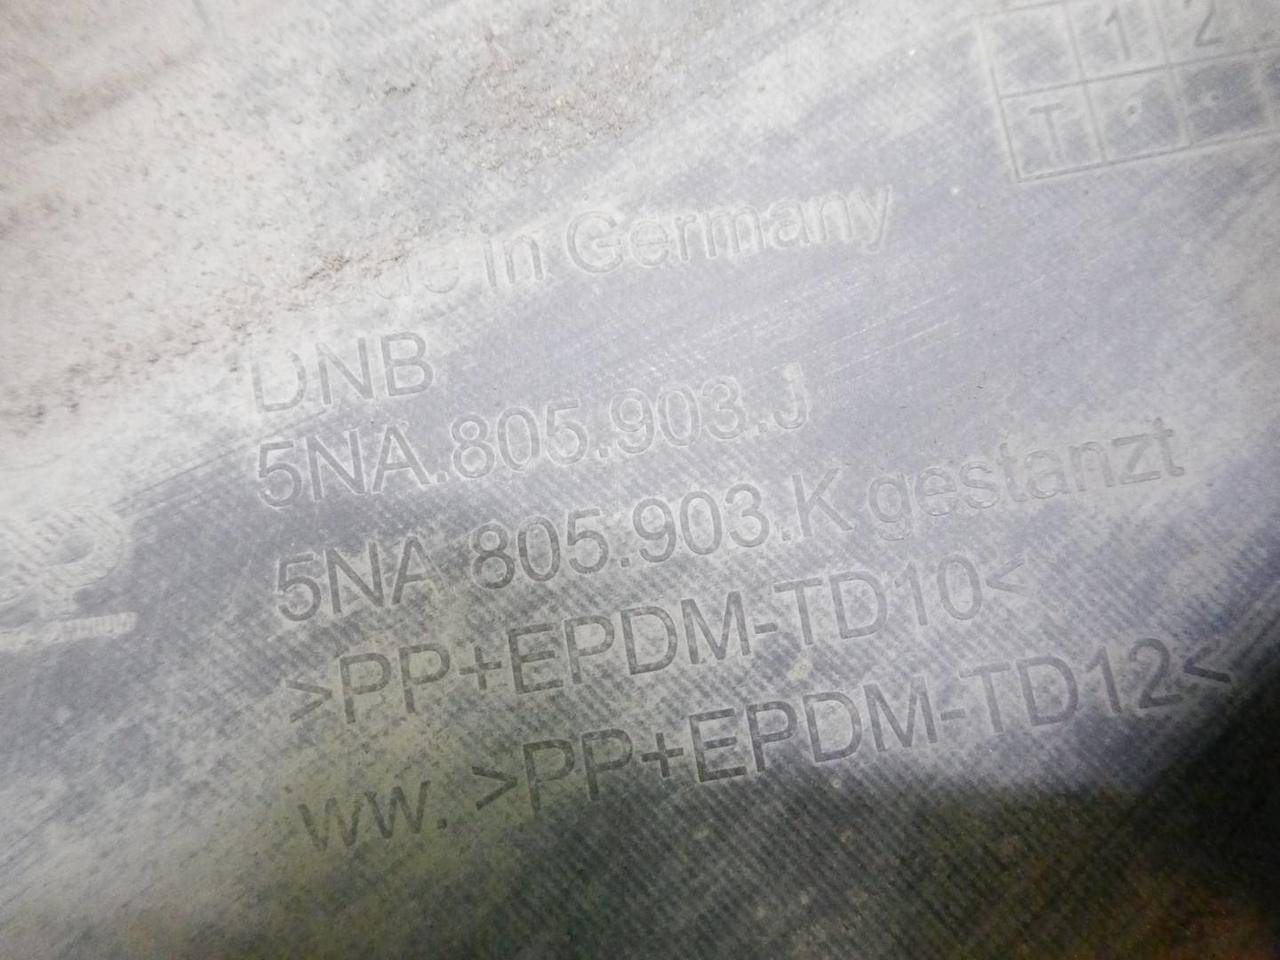 1 2
T
Made in Germany
DNB
5NA.805.903.J
5NA 805.903.K gestanzt
>PP+EPDM-TD10<
ww. >PP+EPDM-TD12<